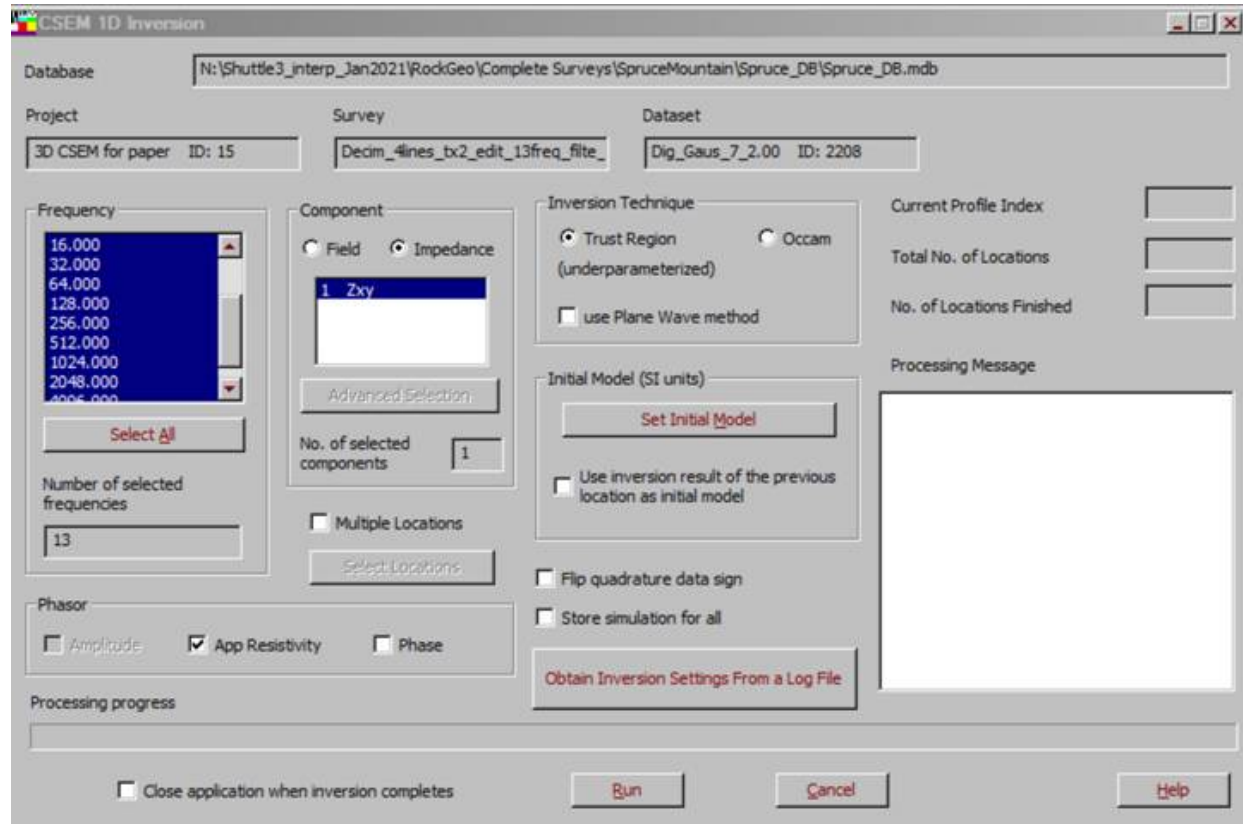 CSEM 1D Inversion
Database
N:\Shuttle3_interp_Jan2021\RockGeo\Complete Surveys\SpruceMountain\Spruce_DB\Spruce_DB.mdb
Project
Survey
Dataset
3D CSEM for paper ID: 15
Decim_4lines_tx2_edit_13freq_filte_
Dig_Gaus_7_2.00 ID: 2208
Frequency
16.000
32.000
64.000
128.000
256.000
512.000
1024.000
2048.000
4096.000
Select All
Number of selected
frequencies
13
Component
Field
Impedance
1 Zxy
Advanced Selection
No. of selected
components
1
Multiple Locations
Select Locations
Phasor
Amplitude
App Resistivity
Phase
Inversion Technique
Trust Region
Occam
(underparameterized)
use Plane Wave method
Initial Model (SI units)
Set Initial Model
Use inversion result of the previous
location as initial model
Flip quadrature data sign
Store simulation for all
Obtain Inversion Settings From a Log File
Current Profile Index
Total No. of Locations
No. of Locations Finished
Processing Message
Processing progress
Close application when inversion completes
Run
Cancel
Help